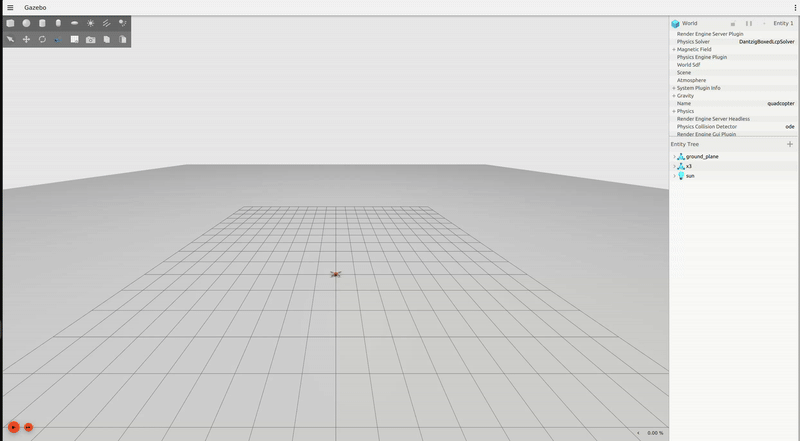 Gazebo
World
Entity 1
Render Engine Server Plugin
Physics Solver DantzigBoxedLcpSolver
Magnetic Field
Physics Engine Plugin
World Sdf
Scene
Atmosphere
System Plugin Info
Gravity
Name quadcopter
Physics
Render Engine Server Headless
Physics Collision Detector ode
Render Engine Gui Plugin
Entity Tree
ground_plane
x3
sun
0.00 %